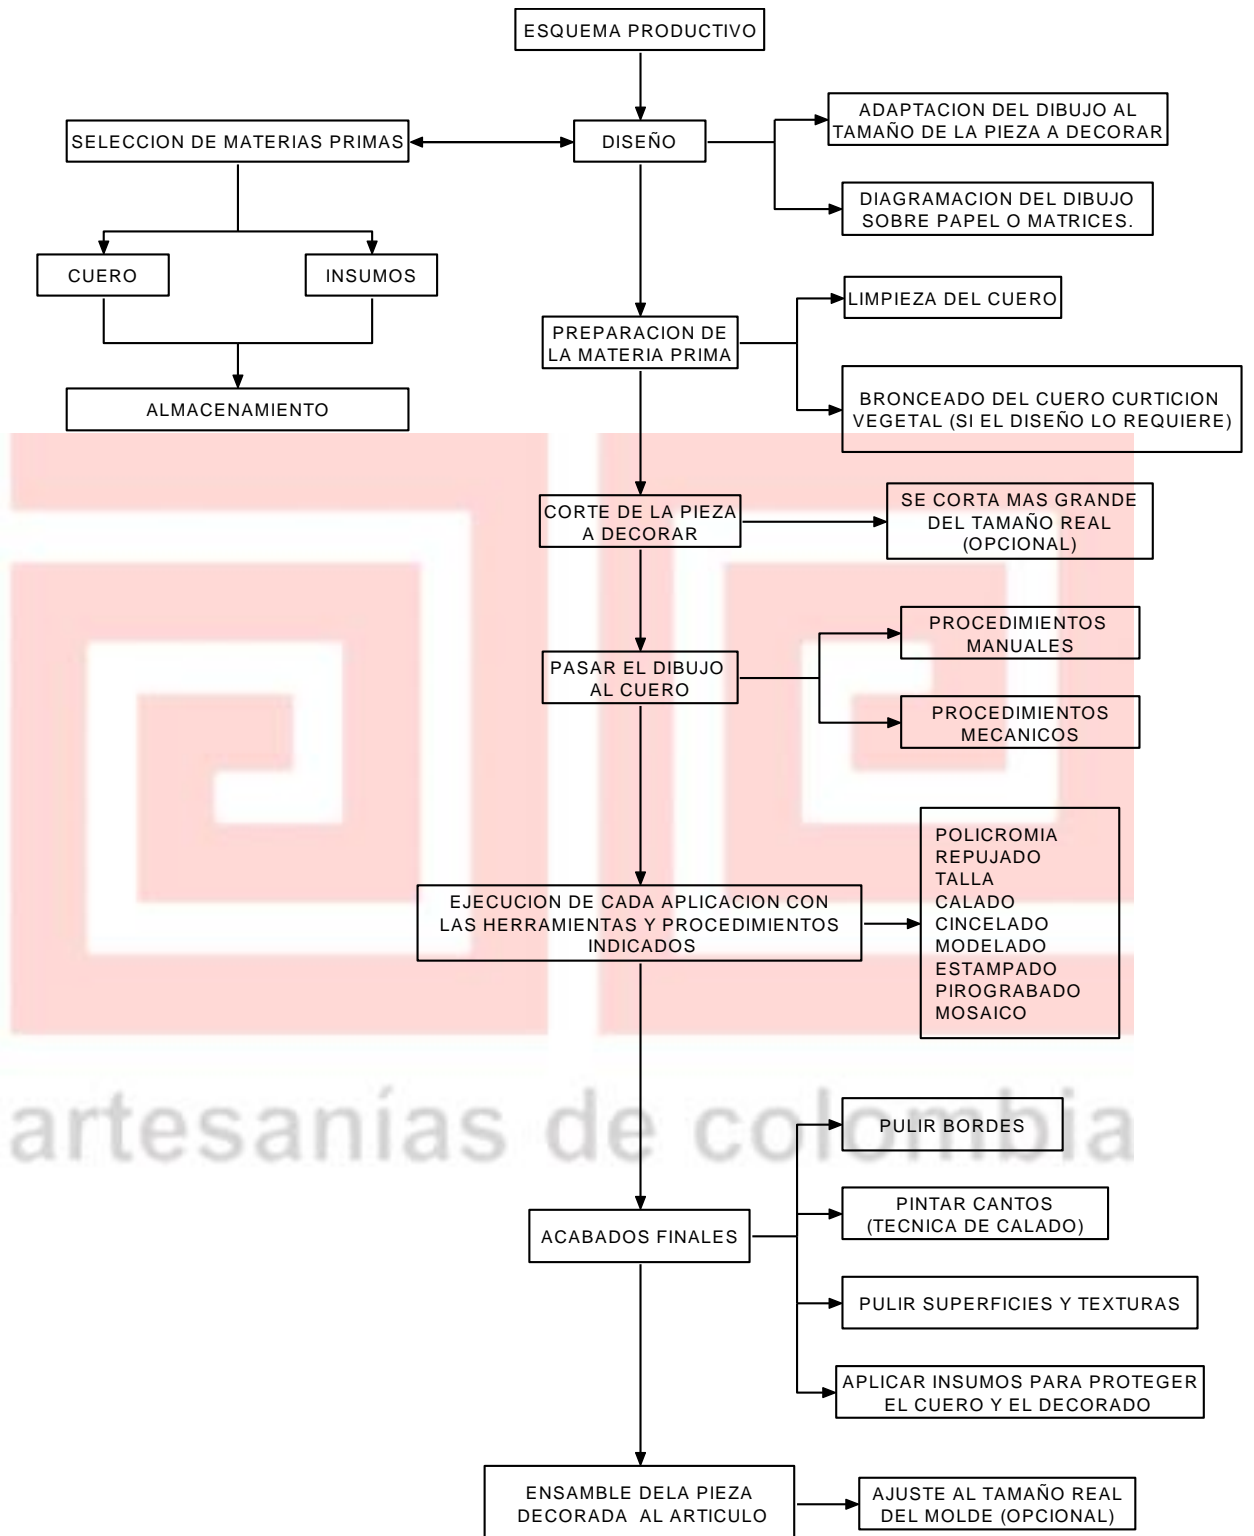 ESQUEMA PRODUCTIVO
SELECCION DE MATERIAS PRIMAS
DISEÑO
ADAPTACION DEL DIBUJO AL
TAMAÑO DE LA PIEZA A DECORAR
DIAGRAMACION DEL DIBUJO
SOBRE PAPEL O MATRICES.
CUERO
INSUMOS
ALMACENAMIENTO
PREPARACION DE
LA MATERIA PRIMA
LIMPIEZA DEL CUERO
BRONCEADO DEL CUERO CURTICION
VEGETAL (SI EL DISEÑO LO REQUIERE)
CORTE DE LA PIEZA
A DECORAR
SE CORTA MAS GRANDE
DEL TAMAÑO REAL
(OPCIONAL)
PASAR EL DIBUJO
AL CUERO
PROCEDIMIENTOS
MANUALES
PROCEDIMIENTOS
MECANICOS
EJECUCION DE CADA APLICACION CON
LAS HERRAMIENTAS Y PROCEDIMIENTOS
INDICADOS
POLICROMIA
REPUJADO
TALLA
CALADO
CINCELADO
MODELADO
ESTAMPADO
PIROGRABADO
MOSAICO
artesanías de colombia
ACABADOS FINALES
PULIR BORDES
PINTAR CANTOS
(TECNICA DE CALADO)
PULIR SUPERFICIES Y TEXTURAS
APLICAR INSUMOS PARA PROTEGER
EL CUERO Y EL DECORADO
ENSAMBLE DELA PIEZA
DECORADA AL ARTICULO
AJUSTE AL TAMAÑO REAL
DEL MOLDE (OPCIONAL)